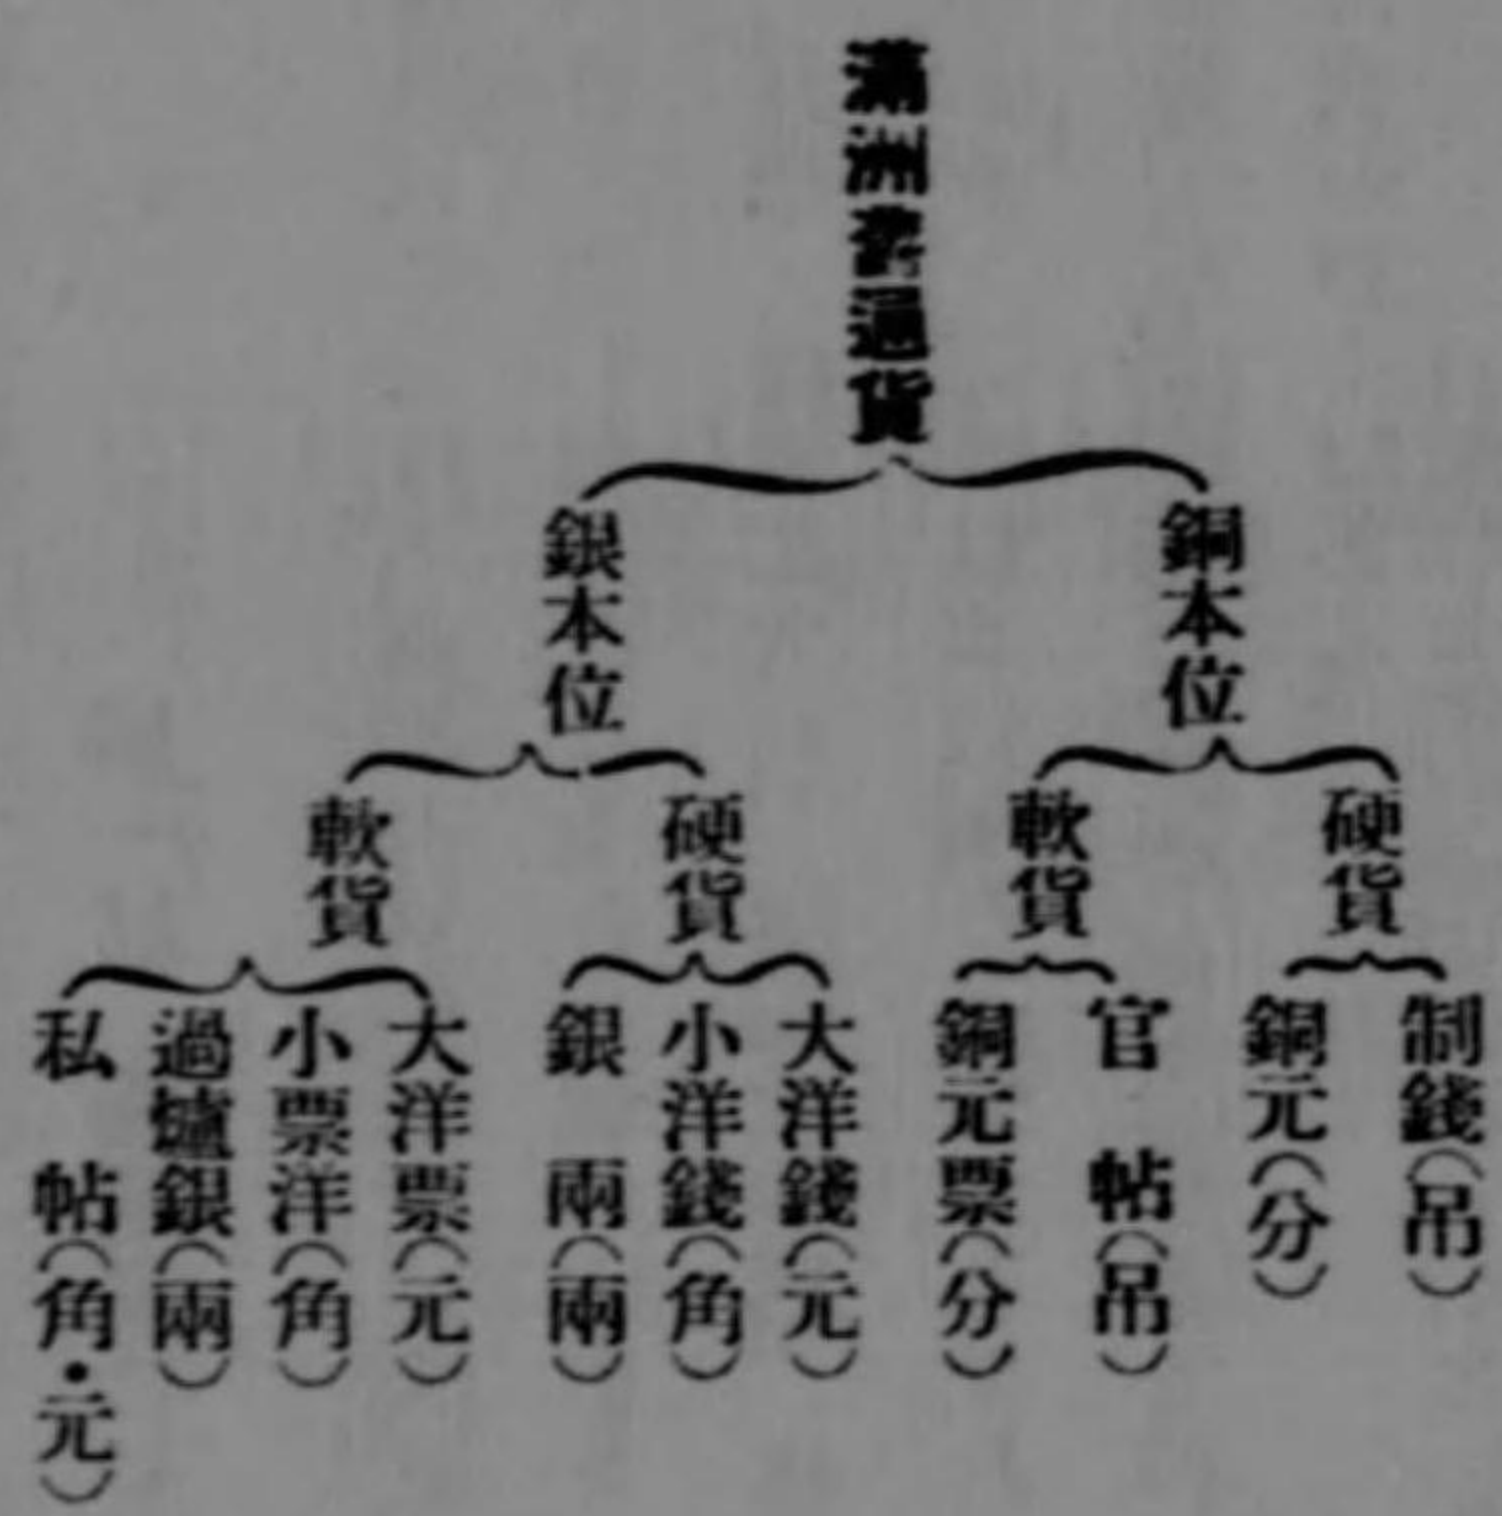 滿洲舊通貨
銅本位
硬貨
制錢(吊)
銅元(分)
軟貨
官帖(吊)
銅元票(分)
銀本位
硬貨
大洋錢(元)
小洋錢(角)
銀兩(兩)
軟貨
大洋票(元)
小票洋(角)
過爐銀(兩)
私帖(角・元)